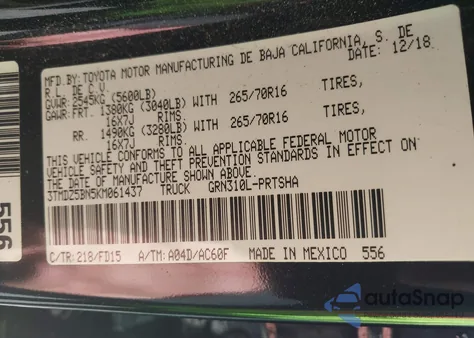 MFD.BY: TOYOTA MOTOR MANUFACTURING DE BAJA CALIFORNIA, S. DE
R.L. DE C.V. DATE: 12/18
GVWR: 2545KG (5600LB)
GAWR: FRT. 1380KG (3040LB) WITH 265/70R16 TIRES,
16X7J RIMS.
RR. 1490KG (3280LB) WITH 265/70R16 TIRES,
16X7J RIMS.
THIS VEHICLE CONFORMS TO ALL APPLICABLE FEDERAL MOTOR
VEHICLE SAFETY AND THEFT PREVENTION STANDARDS IN EFFECT ON
THE DATE OF MANUFACTURE SHOWN ABOVE.
3TMDZ5BN5KM061437 TRUCK GRN310L-PRTSHA
C/TR: 218/FD15 A/TM: A04D/AC60F MADE IN MEXICO 556
556
autoSnap